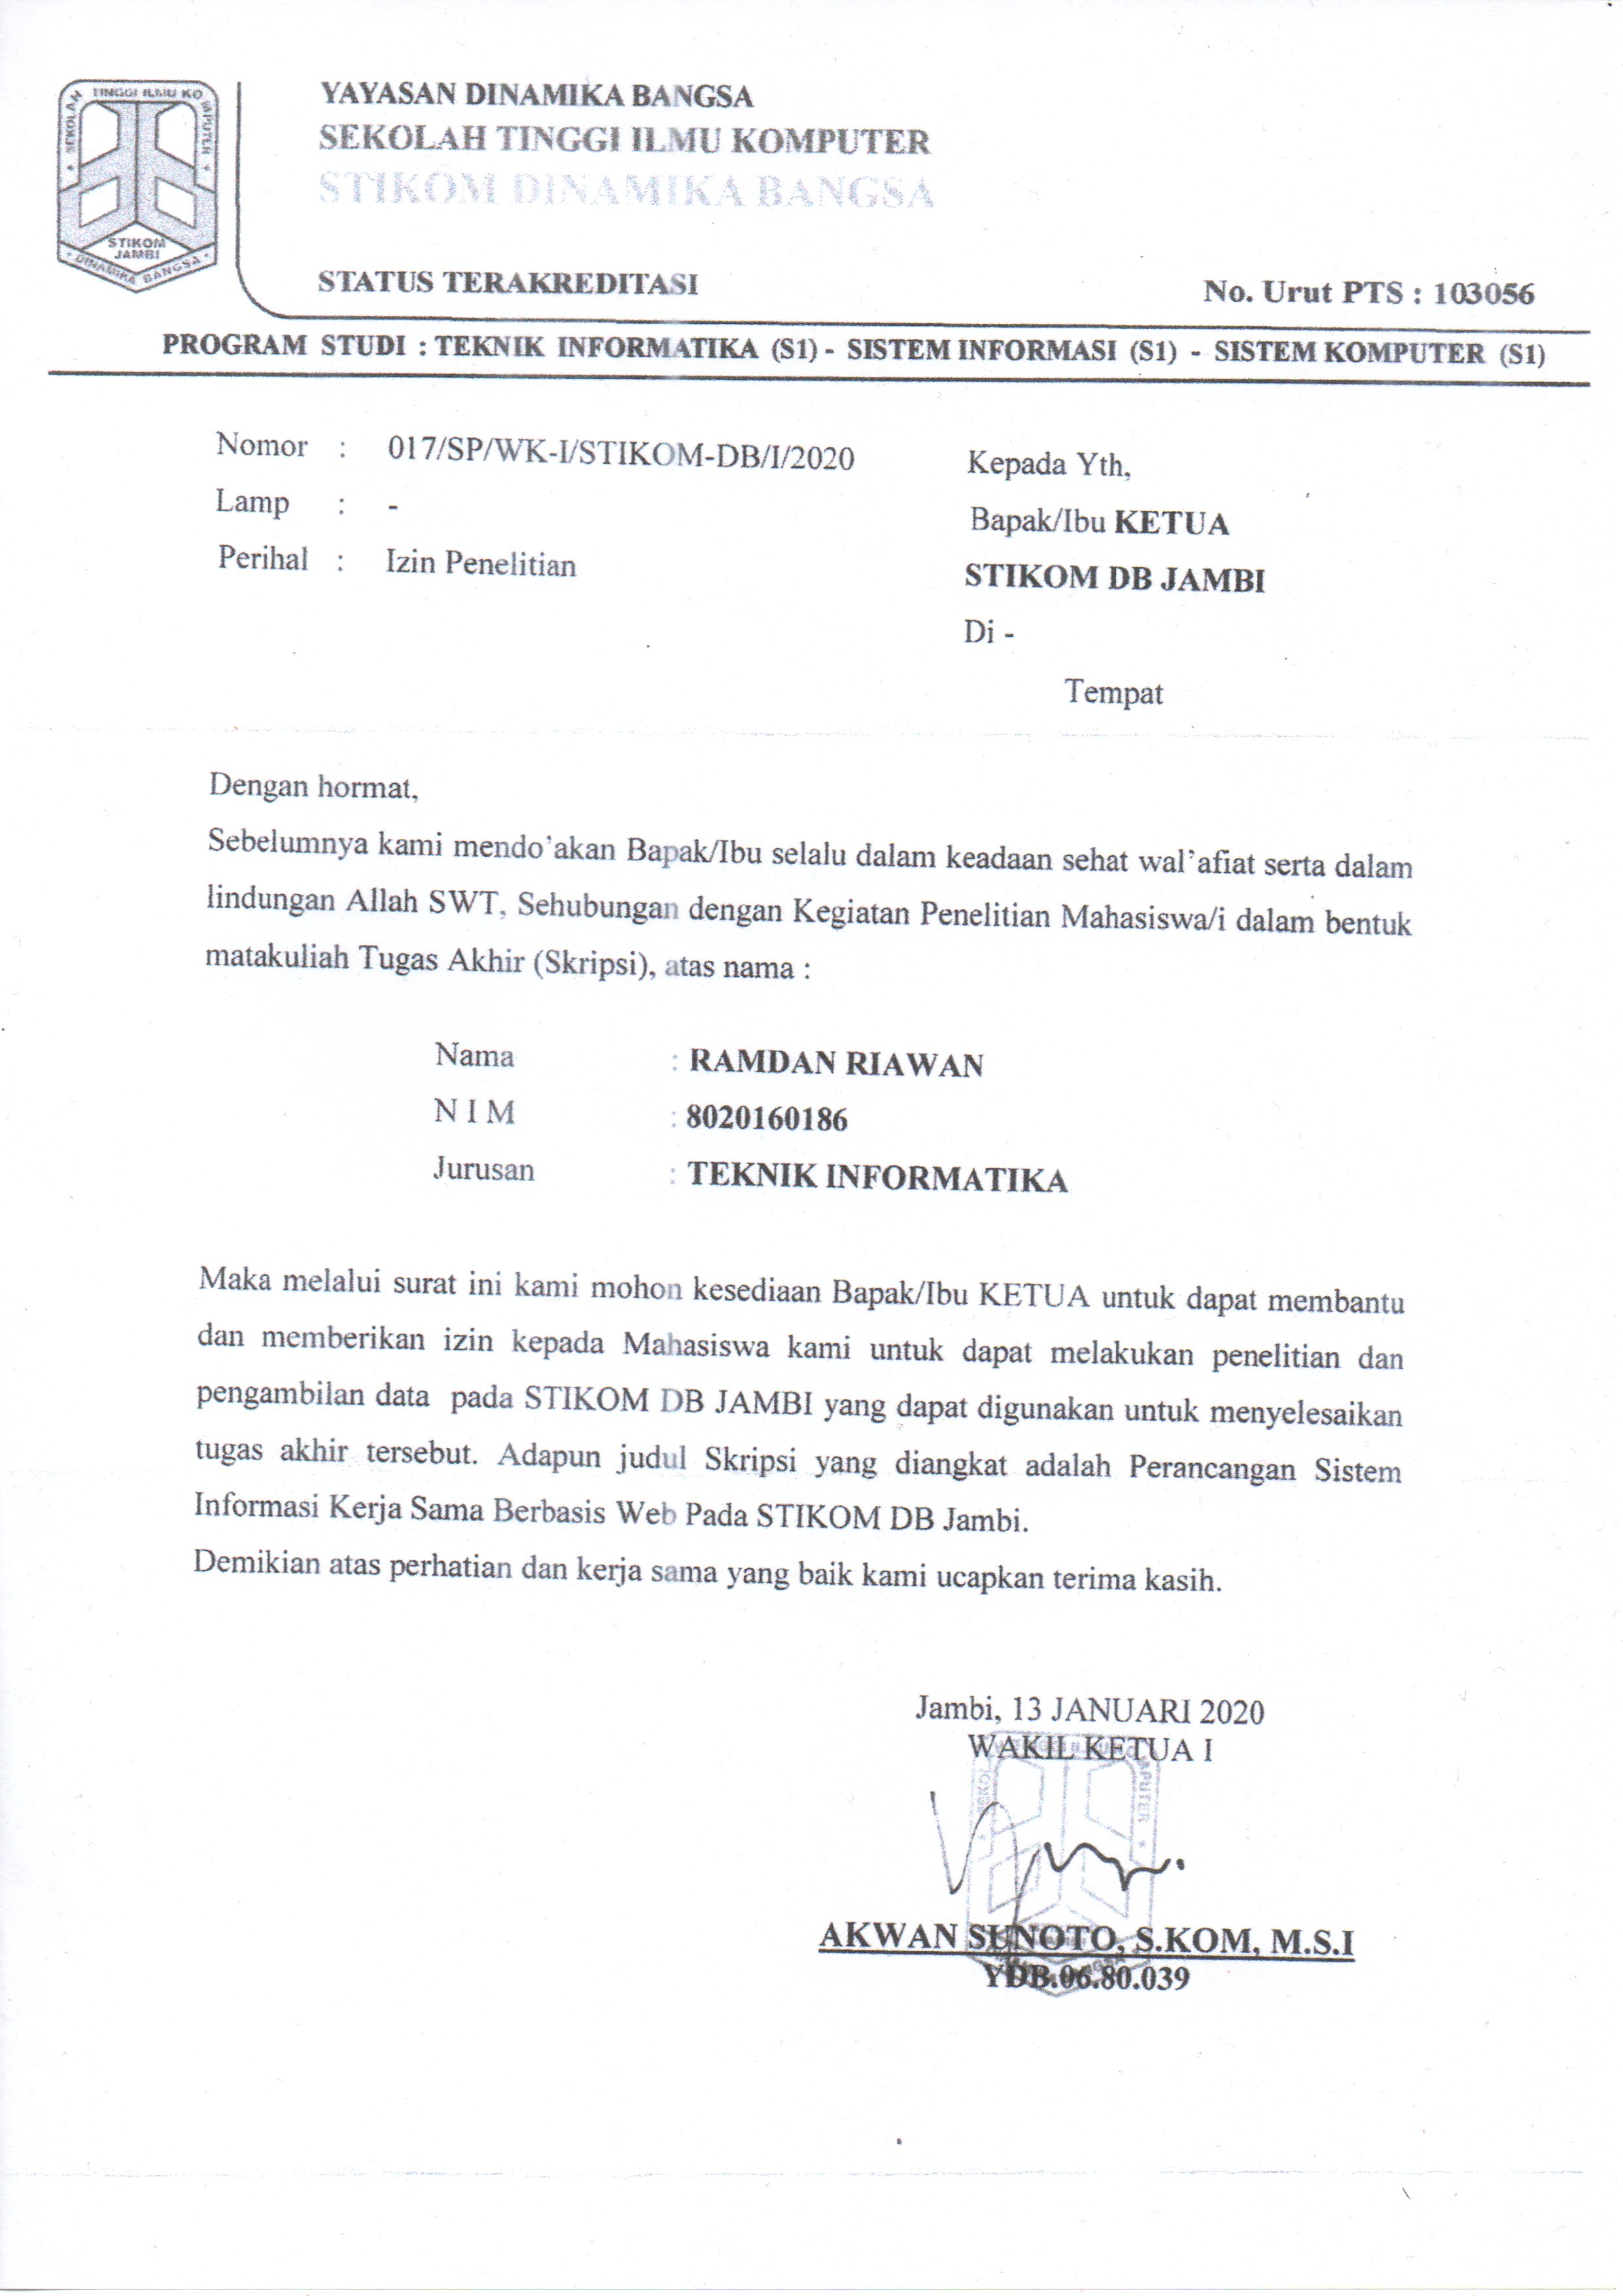 SEKOLAH TINGGI ILMU KOMPUTER
STIKOM
JAMBI
DINAMIKA BANGSA
YAYASAN DINAMIKA BANGSA
SEKOLAH TINGGI ILMU KOMPUTER
STIKOM DINAMIKA BANGSA
STATUS TERAKREDITASI
No. Urut PTS : 103056
PROGRAM STUDI : TEKNIK INFORMATIKA (S1) - SISTEM INFORMASI (S1) - SISTEM KOMPUTER (S1)
Nomor : 017/SP/WK-I/STIKOM-DB/I/2020
Lamp : -
Perihal : Izin Penelitian
Kepada Yth,
Bapak/Ibu KETUA
STIKOM DB JAMBI
Di -
Tempat
Dengan hormat,
Sebelumnya kami mendo'akan Bapak/Ibu selalu dalam keadaan sehat wal'afiat serta dalam
lindungan Allah SWT, Sehubungan dengan Kegiatan Penelitian Mahasiswa/i dalam bentuk
matakuliah Tugas Akhir (Skripsi), atas nama :
Nama : RAMDAN RIAWAN
N I M : 8020160186
Jurusan : TEKNIK INFORMATIKA
Maka melalui surat ini kami mohon kesediaan Bapak/Ibu KETUA untuk dapat membantu
dan memberikan izin kepada Mahasiswa kami untuk dapat melakukan penelitian dan
pengambilan data pada STIKOM DB JAMBI yang dapat digunakan untuk menyelesaikan
tugas akhir tersebut. Adapun judul Skripsi yang diangkat adalah Perancangan Sistem
Informasi Kerja Sama Berbasis Web Pada STIKOM DB Jambi.
Demikian atas perhatian dan kerja sama yang baik kami ucapkan terima kasih.
Jambi, 13 JANUARI 2020
WAKIL KETUA I
AKWAN SUNOTO, S.KOM, M.S.I
YDB.06.80.039